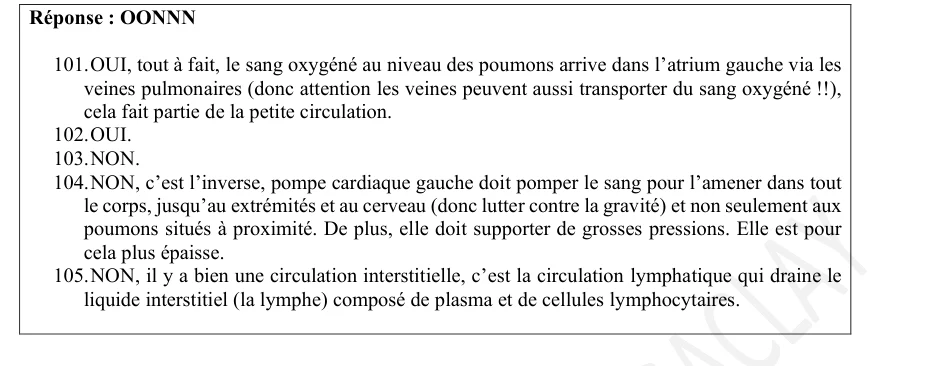 Réponse : OONNN
101.OUI, tout à fait, le sang oxygéné au niveau des poumons arrive dans l’atrium gauche via les
veines pulmonaires (donc attention les veines peuvent aussi transporter du sang oxygéné !!),
cela fait partie de la petite circulation.
102.OUI.
103.NON.
104.NON, c’est l’inverse, pompe cardiaque gauche doit pomper le sang pour l’amener dans tout
le corps, jusqu’au extrémités et au cerveau (donc lutter contre la gravité) et non seulement aux
poumons situés à proximité. De plus, elle doit supporter de grosses pressions. Elle est pour
cela plus épaisse.
105.NON, il y a bien une circulation interstitielle, c’est la circulation lymphatique qui draine le
liquide interstitiel (la lymphe) composé de plasma et de cellules lymphocytaires.
ACLAY